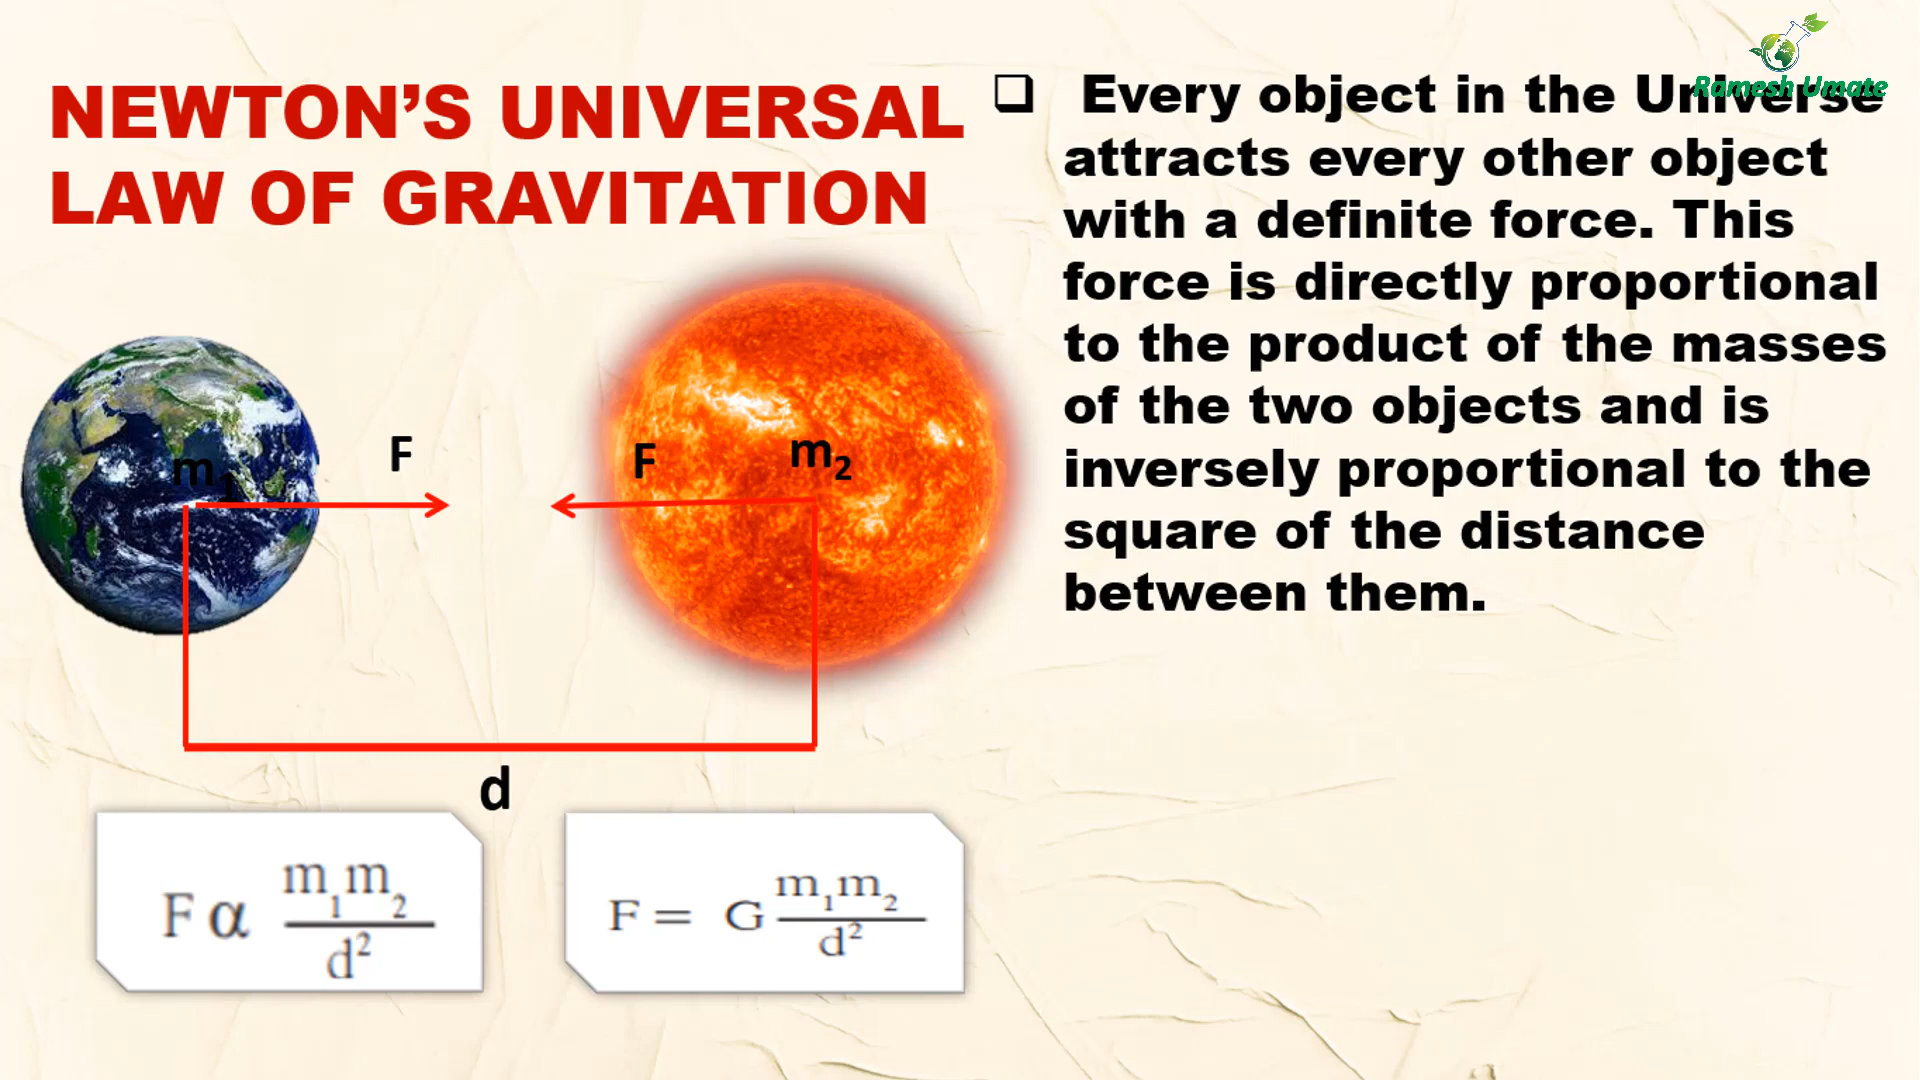 Ramesh Umate
NEWTON’S UNIVERSAL
LAW OF GRAVITATION
❑ Every object in the Universe
attracts every other object
with a definite force. This
force is directly proportional
to the product of the masses
of the two objects and is
inversely proportional to the
square of the distance
between them.
m₁
F
F
m₂
d
F α m₁m₂
d²
F = G m₁m₂
d²